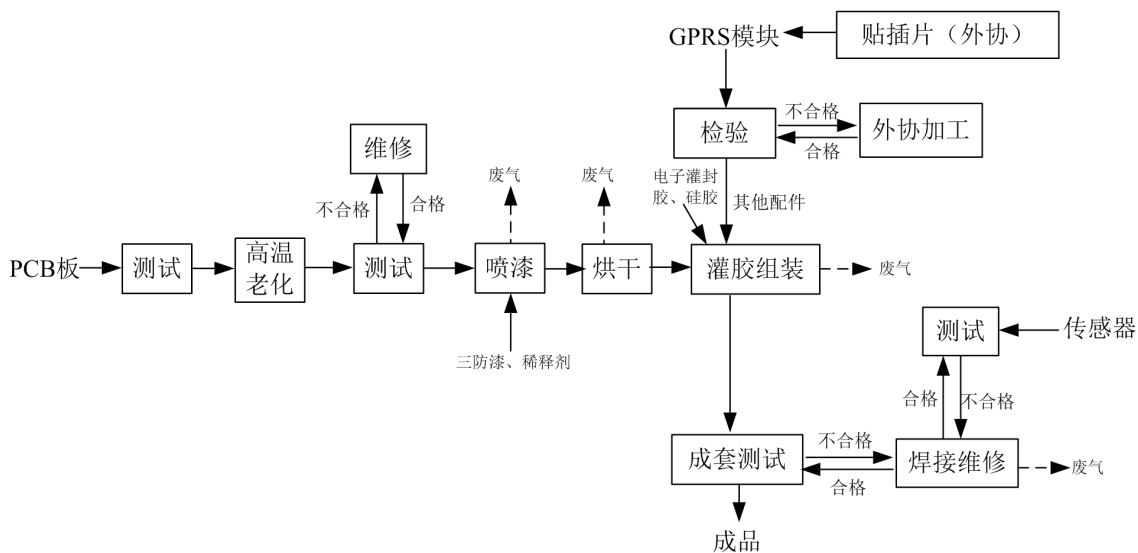 GPRS模块
贴插片（外协）
不合格
检验
外协加工
合格
维修
电子灌封
胶、硅胶
其他配件
废气
废气
不合格
合格
PCB板
测试
高温
老化
测试
喷漆
烘干
灌胶组装
废气
测试
传感器
三防漆、稀释剂
合格
不合格
成套测试
不合格
合格
焊接维修
废气
成品